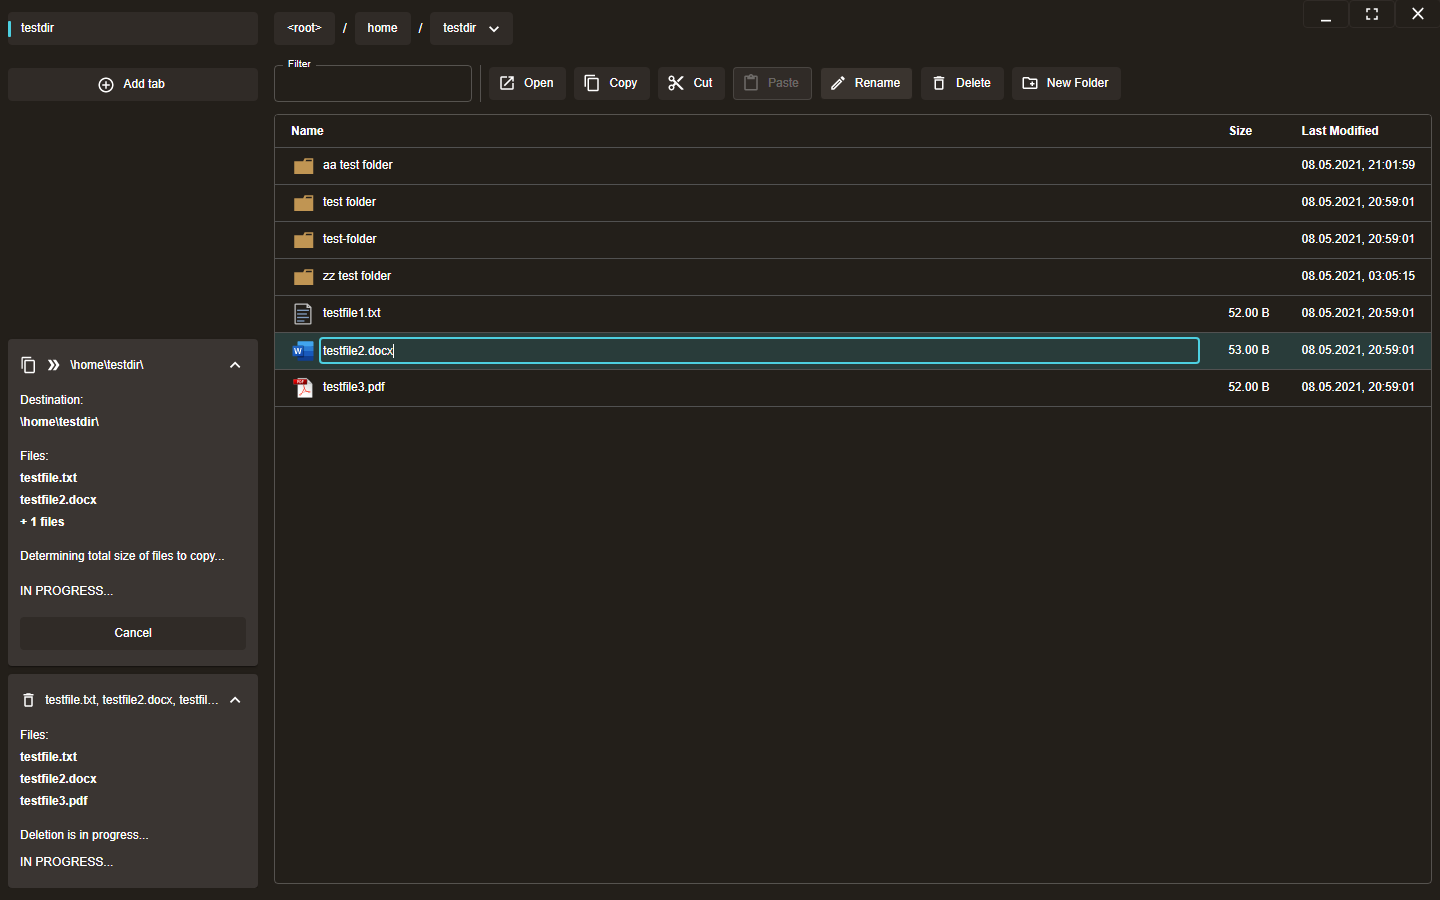 testdir
<root> / home / testdir
Add tab
Filter
Open Copy Cut Paste Rename Delete New Folder
Name Size Last Modified
aa test folder 08.05.2021, 21:01:59
test folder 08.05.2021, 20:59:01
test-folder 08.05.2021, 20:59:01
zz test folder 08.05.2021, 03:05:15
testfile1.txt 52.00 B 08.05.2021, 20:59:01
testfile2.docx 53.00 B 08.05.2021, 20:59:01
testfile3.pdf 52.00 B 08.05.2021, 20:59:01
\home\testdir\
Destination:
\home\testdir\
Files:
testfile.txt
testfile2.docx
+ 1 files
Determining total size of files to copy...
IN PROGRESS...
Cancel
testfile.txt, testfile2.docx, testfil...
Files:
testfile.txt
testfile2.docx
testfile3.pdf
Deletion is in progress...
IN PROGRESS...